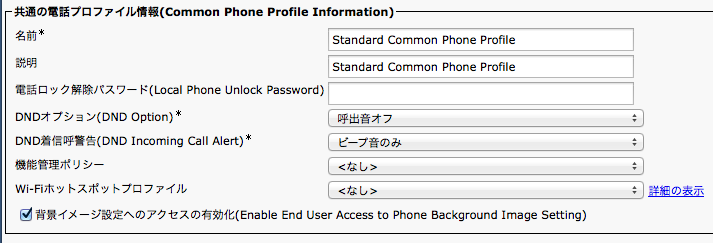 共通の電話プロファイル情報(Common Phone Profile Information)
名前* Standard Common Phone Profile
説明 Standard Common Phone Profile
電話ロック解除パスワード(Local Phone Unlock Password)
DNDオプション(DND Option)* 呼出音オフ
DND着信呼警告(DND Incoming Call Alert)* ビープ音のみ
機能管理ポリシー <なし>
Wi-Fiホットスポットプロファイル <なし> 詳細の表示
背景イメージ設定へのアクセスの有効化(Enable End User Access to Phone Background Image Setting)